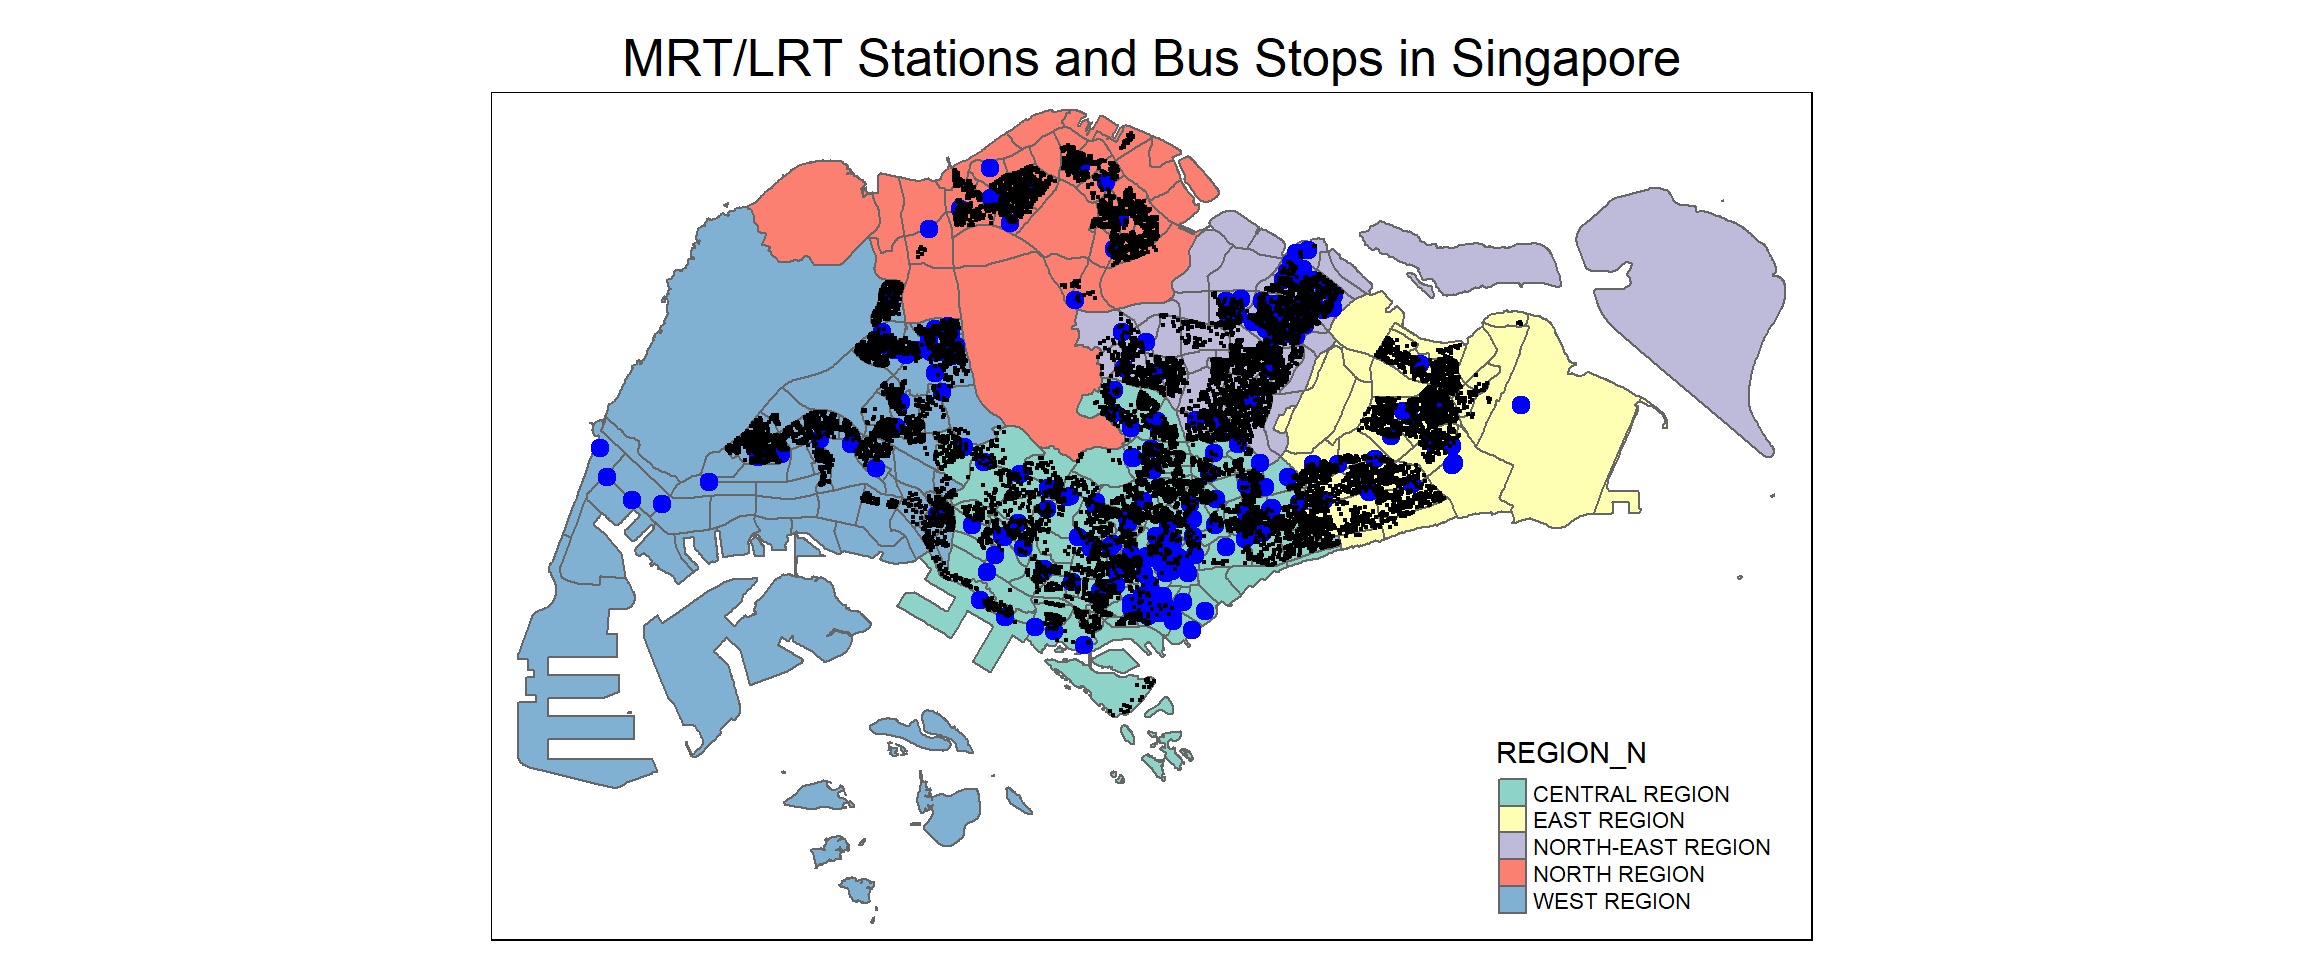 MRT/LRT Stations and Bus Stops in Singapore
REGION_N
CENTRAL REGION
EAST REGION
NORTH-EAST REGION
NORTH REGION
WEST REGION